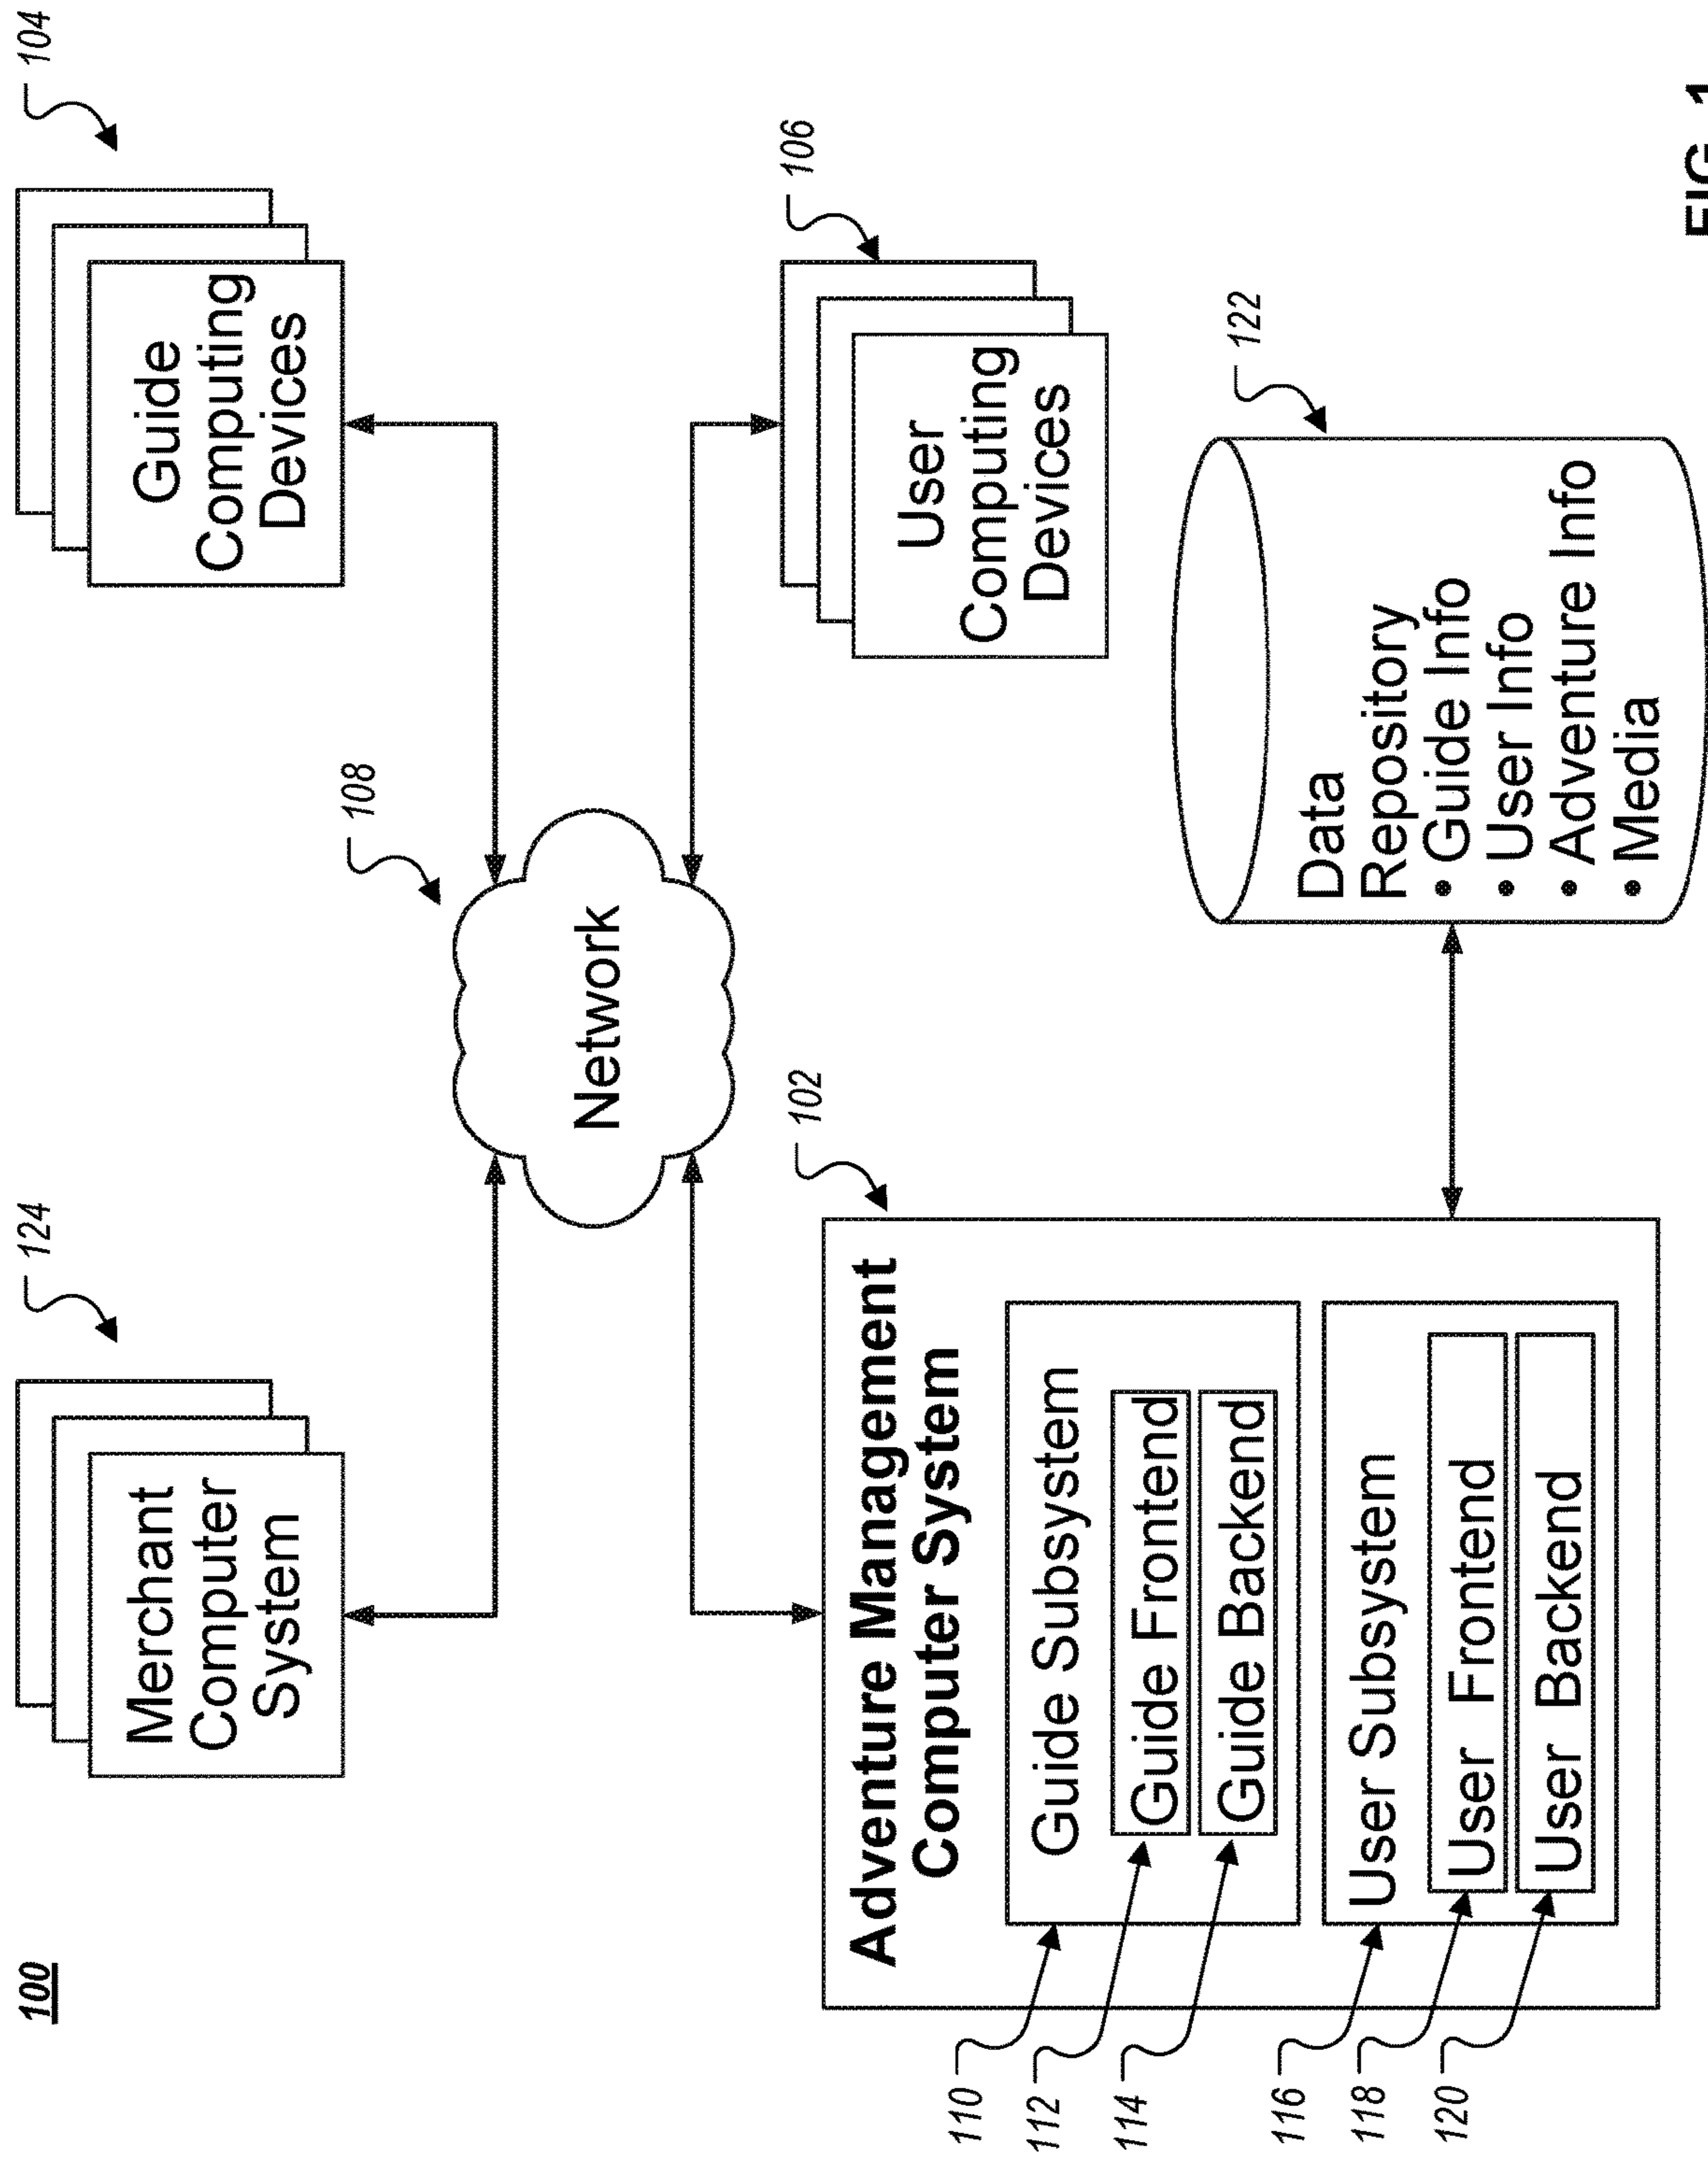 100
124
Merchant
Computer
System
104
Guide
Computing
Devices
108
Network
106
User
Computing
Devices
102
Adventure Management
Computer System
Guide Subsystem
Guide Frontend
Guide Backend
User Subsystem
User Frontend
User Backend
110
112
114
116
118
120
122
Data
Repository
• Guide Info
• User Info
• Adventure Info
• Media
FIG. 1